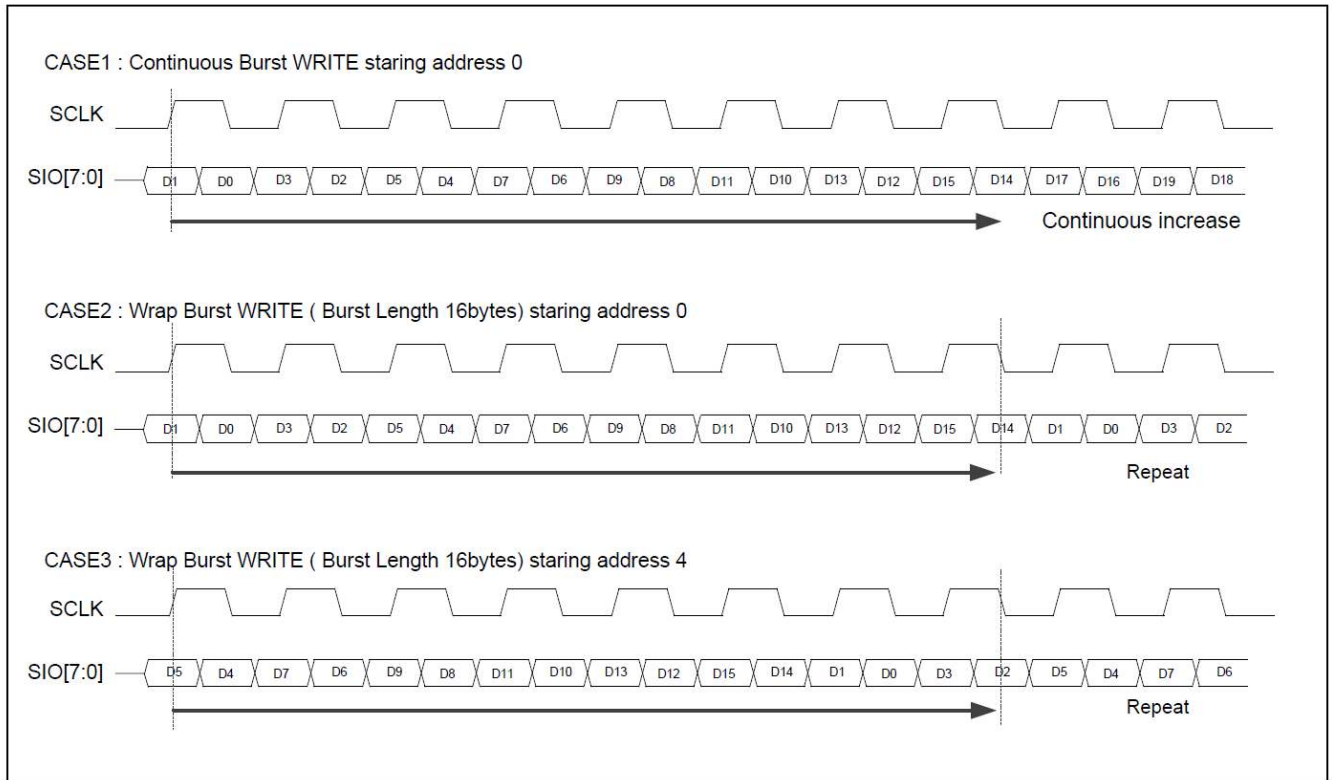 CASE1 : Continuous Burst WRITE staring address 0
SCLK
SIO[7:0] D1 D0 D3 D2 D5 D4 D7 D6 D9 D8 D11 D10 D13 D12 D15 D14 D17 D16 D19 D18
Continuous increase
CASE2 : Wrap Burst WRITE ( Burst Length 16bytes) staring address 0
SCLK
SIO[7:0] D1 D0 D3 D2 D5 D4 D7 D6 D9 D8 D11 D10 D13 D12 D15 D14 D1 D0 D3 D2
Repeat
CASE3 : Wrap Burst WRITE ( Burst Length 16bytes) staring address 4
SCLK
SIO[7:0] D5 D4 D7 D6 D9 D8 D11 D10 D13 D12 D15 D14 D1 D0 D3 D2 D5 D4 D7 D6
Repeat